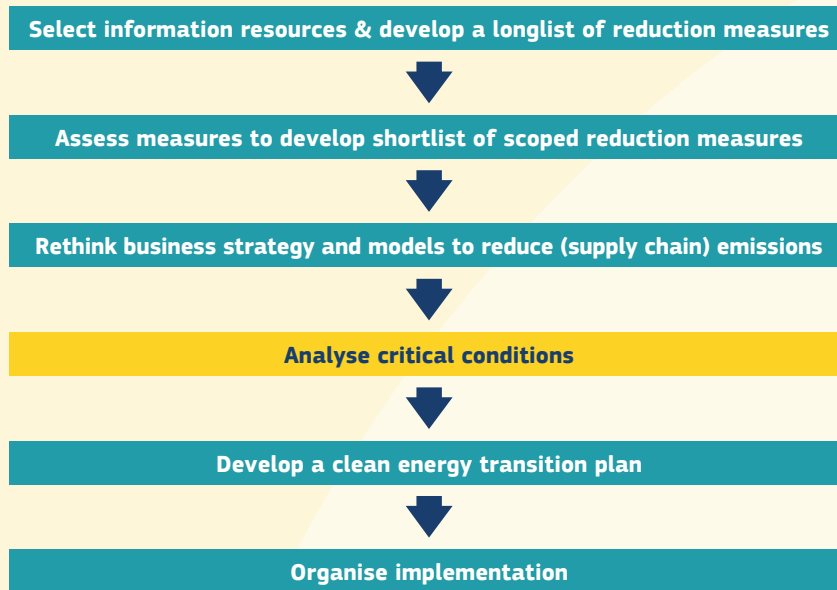 Select information resources & develop a longlist of reduction measures
Assess measures to develop shortlist of scoped reduction measures
Rethink business strategy and models to reduce (supply chain) emissions
Analyse critical conditions
Develop a clean energy transition plan
Organise implementation